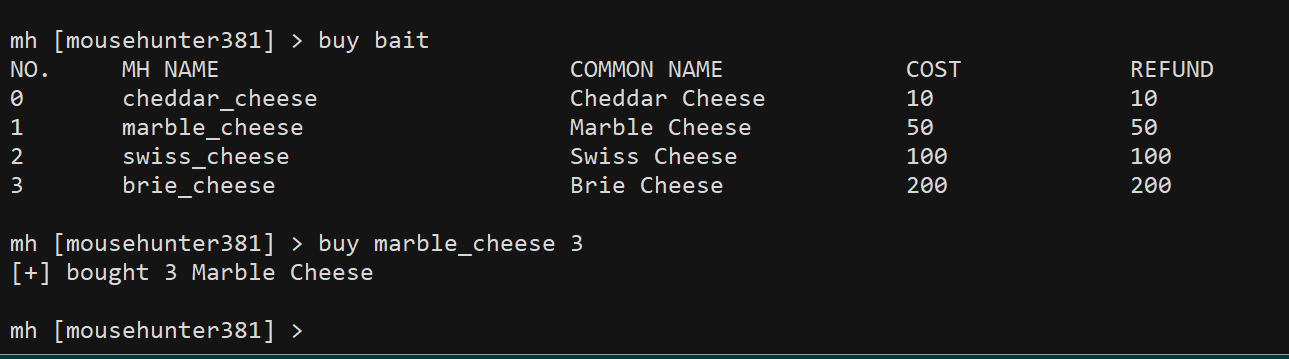 mh [mousehunter381] > buy bait
NO. MH NAME COMMON NAME COST REFUND
0 cheddar_cheese Cheddar Cheese 10 10
1 marble_cheese Marble Cheese 50 50
2 swiss_cheese Swiss Cheese 100 100
3 brie_cheese Brie Cheese 200 200
mh [mousehunter381] > buy marble_cheese 3
[+] bought 3 Marble Cheese
mh [mousehunter381] >